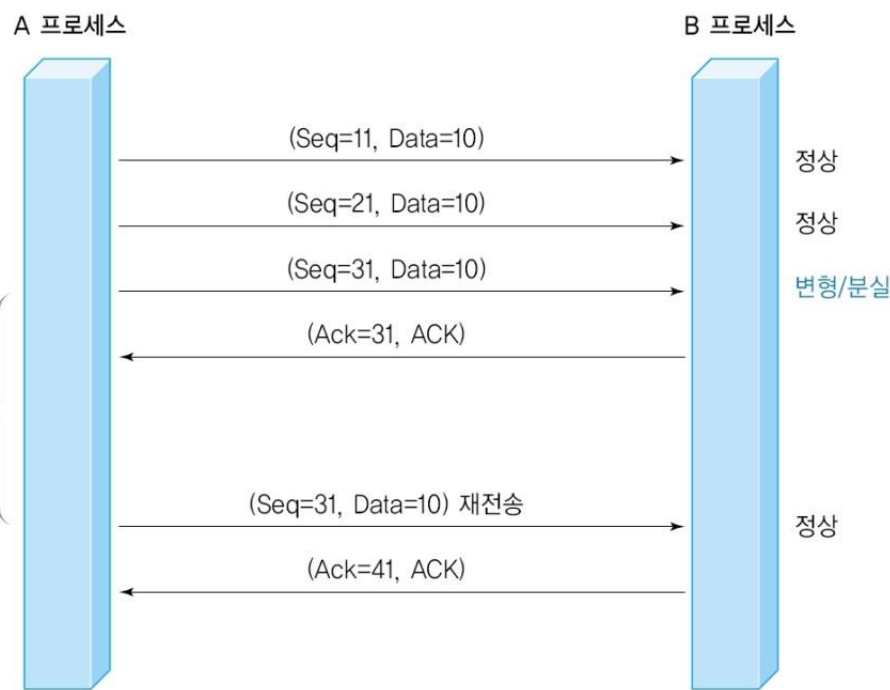 A 프로세스
B 프로세스
(Seq=11, Data=10)
정상
(Seq=21, Data=10)
정상
(Seq=31, Data=10)
변형/분실
(Ack=31, ACK)
(Seq=31, Data=10) 재전송
정상
(Ack=41, ACK)